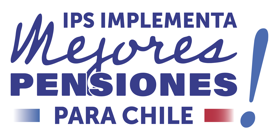 IPS IMPLEMENTA
Mejores
PENSIONES!
PARA CHILE